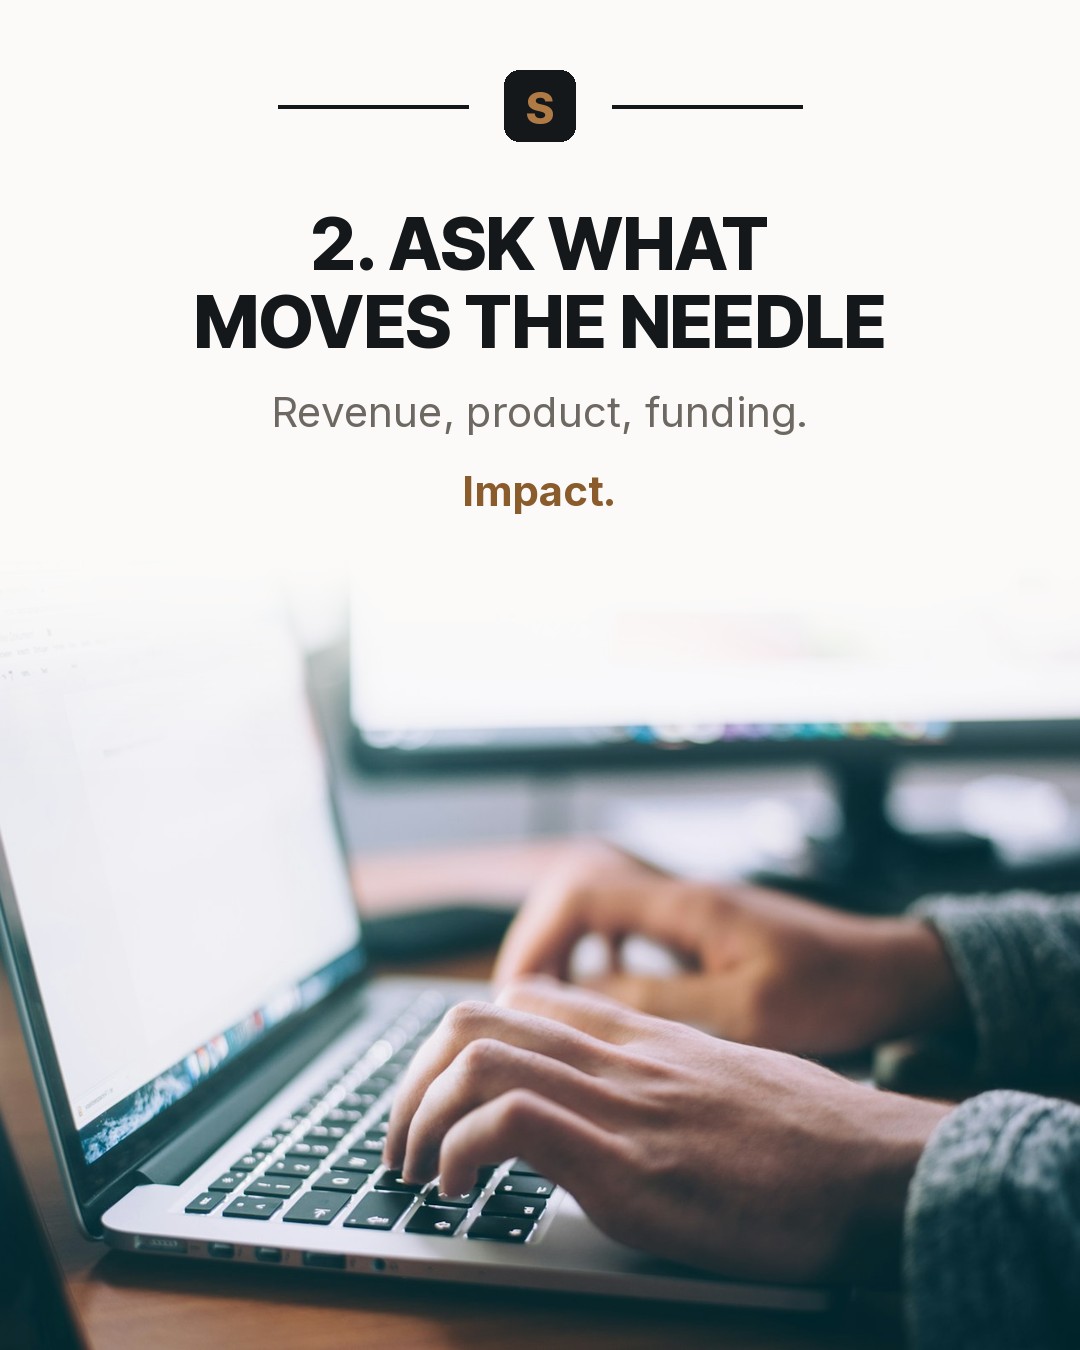 S
2. ASK WHAT
MOVES THE NEEDLE
Revenue, product, funding.
Impact.